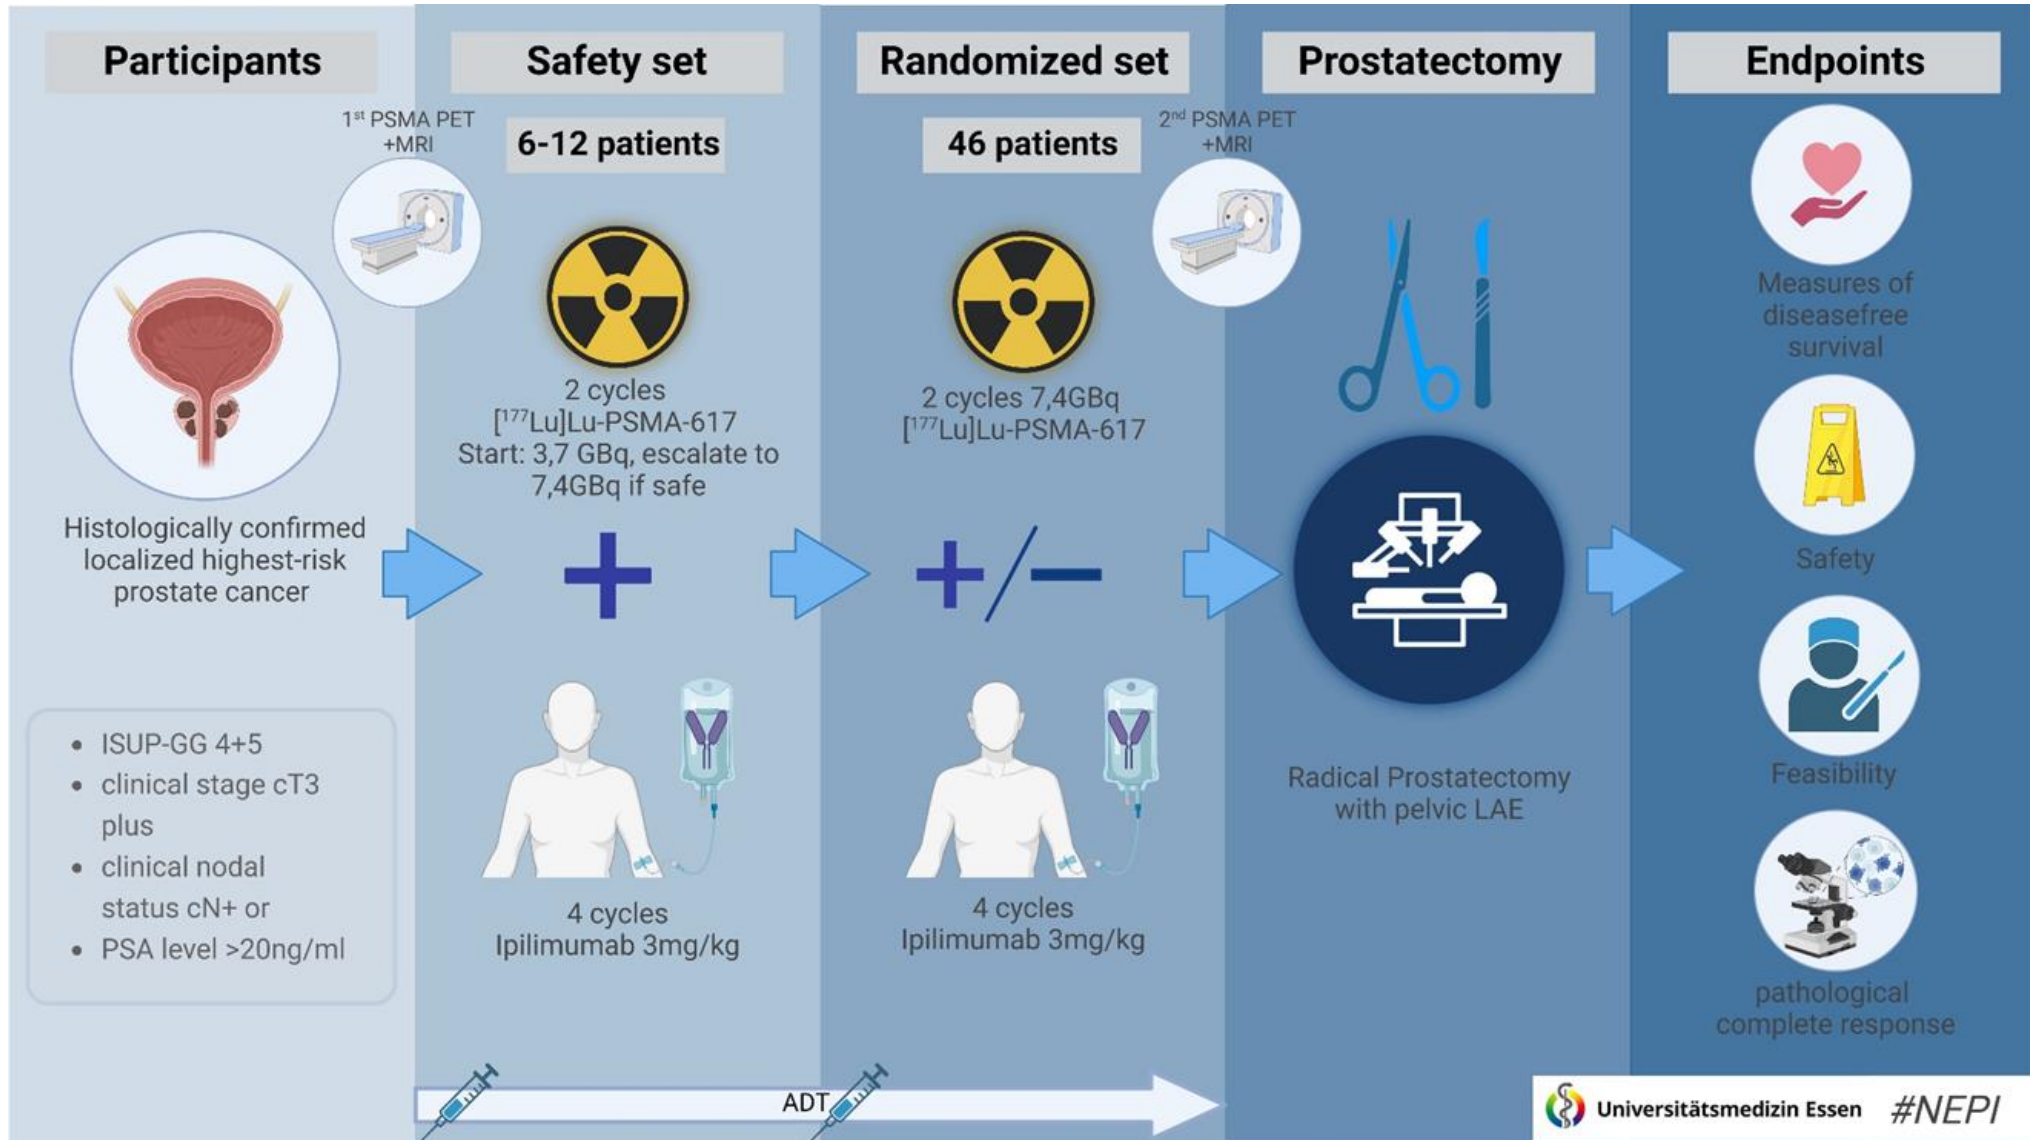 Participants
1st PSMA PET
+MRI
Histologically confirmed
localized highest-risk
prostate cancer
• ISUP-GG 4+5
• clinical stage cT3
plus
• clinical nodal
status cN+ or
• PSA level >20ng/ml
Safety set
6-12 patients
2 cycles
[177Lu]Lu-PSMA-617
Start: 3,7 GBq, escalate to
7,4GBq if safe
+
4 cycles
Ipilimumab 3mg/kg
Randomized set
46 patients
2 cycles 7,4GBq
[177Lu]Lu-PSMA-617
+/−
4 cycles
Ipilimumab 3mg/kg
ADT
2nd PSMA PET
+MRI
Prostatectomy
Radical Prostatectomy
with pelvic LAE
Endpoints
Measures of
diseasefree
survival
Safety
Feasibility
pathological
complete response
Universitätsmedizin Essen
#NEPI